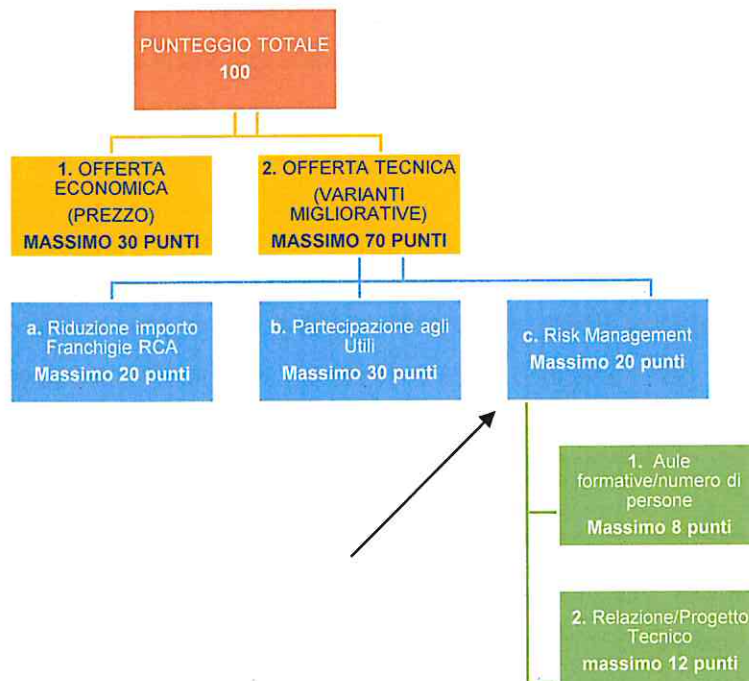 PUNTEGGIO TOTALE
100
1. OFFERTA
ECONOMICA
(PREZZO)
MASSIMO 30 PUNTI
2. OFFERTA TECNICA
(VARIANTI
MIGLIORATIVE)
MASSIMO 70 PUNTI
a. Riduzione importo
Franchigie RCA
Massimo 20 punti
b. Partecipazione agli
Utili
Massimo 30 punti
c. Risk Management
Massimo 20 punti
1. Aule
formative/numero di
persone
Massimo 8 punti
2. Relazione/Progetto
Tecnico
massimo 12 punti